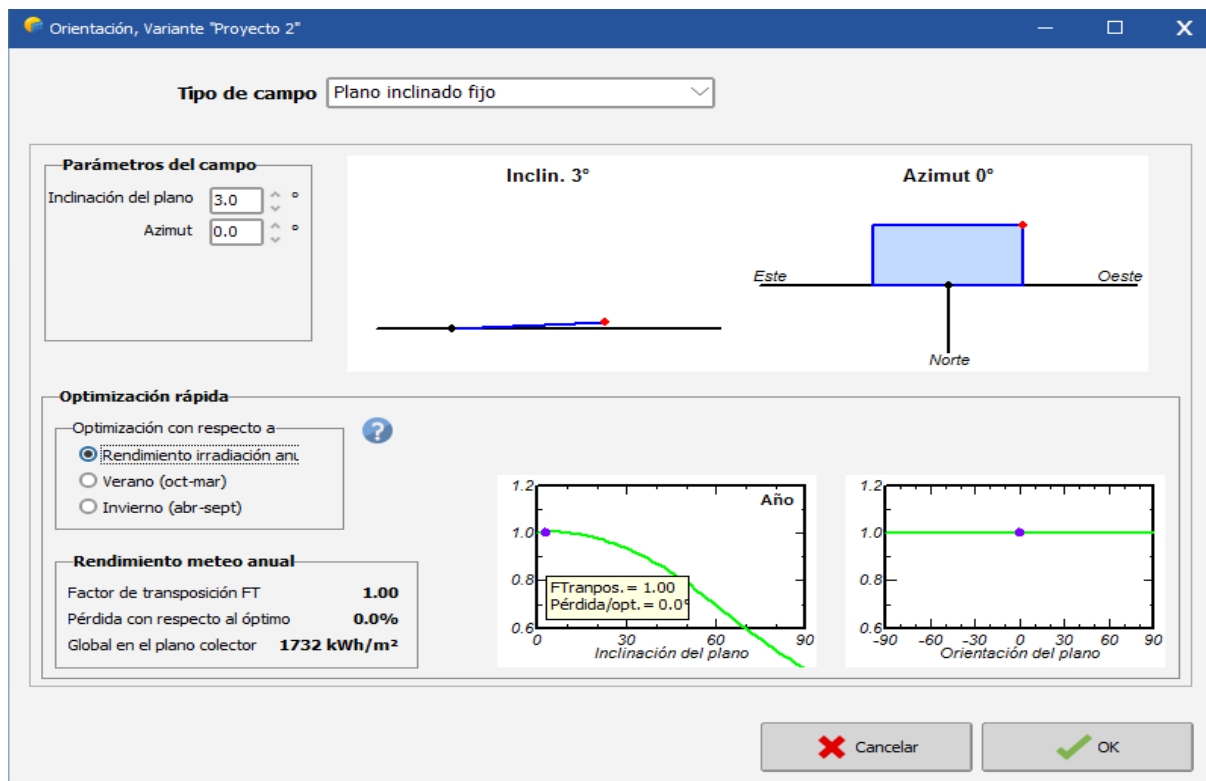 Orientación, Variante "Proyecto 2"
Tipo de campo Plano inclinado fijo
Parámetros del campo
Inclinación del plano 3.0 °
Azimut 0.0 °
Inclin. 3°
Azimut 0°
Este
Oeste
Norte
Optimización rápida
Optimización con respecto a
Rendimiento irradiación anu
Verano (oct-mar)
Invierno (abr-sept)
?
Rendimiento meteo anual
Factor de transposición FT 1.00
Pérdida con respecto al óptimo 0.0%
Global en el plano colector 1732 kWh/m²
Año
1.2
1.0
0.8
0.6
FTranpos. = 1.00
Pérdida/opt. = 0.0°
0 30 60 90
Inclinación del plano
1.2
1.0
0.8
0.6
-90 -60 -30 0 30 60 90
Orientación del plano
Cancelar
OK